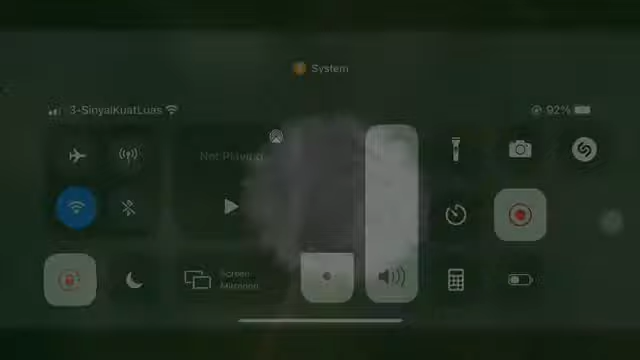 System
3-SinyalKuatLuas
92%
Not Playing
Screen
Mirroring